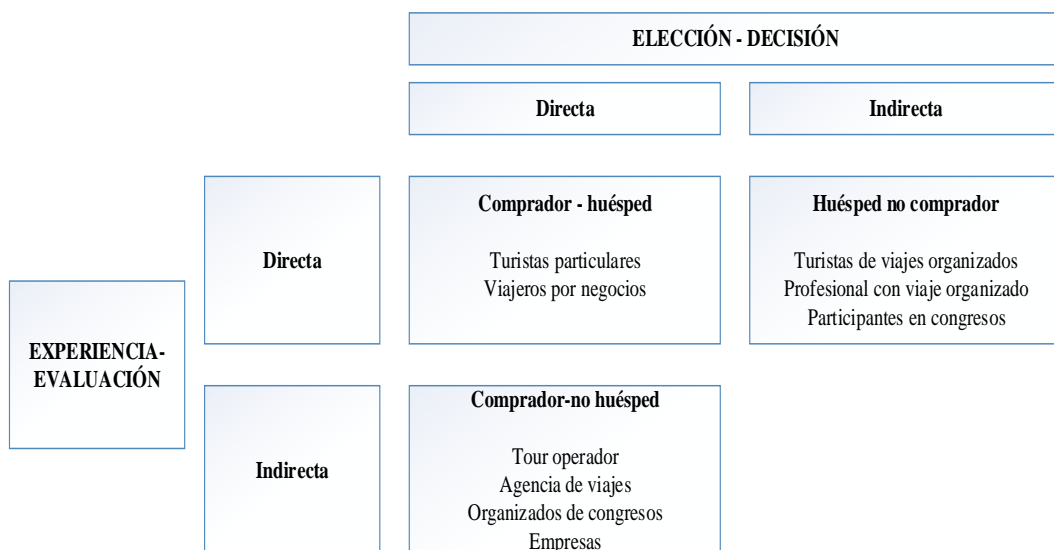 ELECCIÓN - DECISIÓN
Directa
Indirecta
Comprador - huésped
Turistas particulares
Viajeros por negocios
Huésped no comprador
Turistas de viajes organizados
Profesional con viaje organizado
Participantes en congresos
Directa
EXPERIENCIA-
EVALUACIÓN
Indirecta
Comprador-no huésped
Tour operador
Agencia de viajes
Organizados de congresos
Empresas